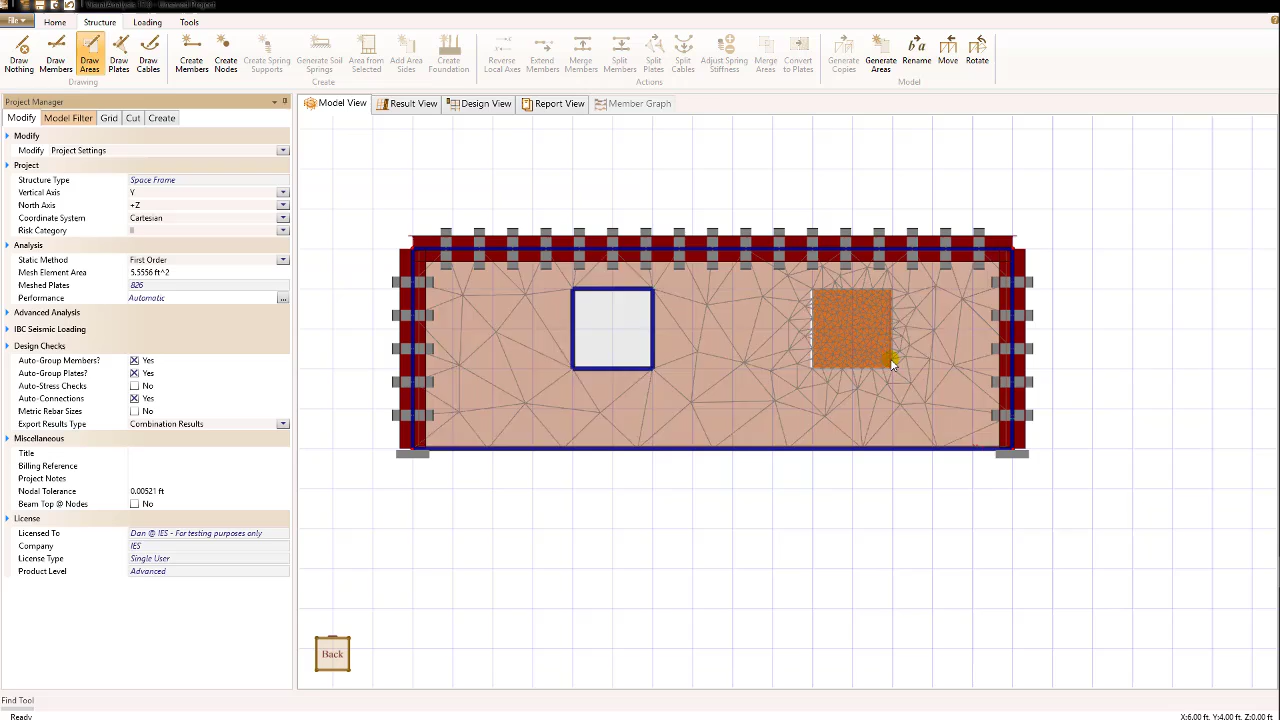 File
Home
Structure
Loading
Tools
Draw Nothing
Draw Members
Draw Areas
Draw Plates
Draw Cables
Create Members
Create Nodes
Create Spring Supports
Generate Soil Springs
Area from Selected
Add Area Sides
Create Foundation
Reverse Local Axes
Extend Members
Merge Members
Split Members
Split Plates
Split Cables
Adjust Spring Stiffness
Merge Areas
Convert to Plates
Generate Copies
Generate Areas
Rename
Move
Rotate
Drawing
Create
Actions
Model
Project Manager
Modify
Model Filter
Grid
Cut
Create
Model View
Result View
Design View
Report View
Member Graph
Modify
Modify Project Settings
Project
Structure Type Space Frame
Vertical Axis Y
North Axis +Z
Coordinate System Cartesian
Risk Category II
Analysis
Static Method First Order
Mesh Element Area 5.5556 ft^2
Meshed Plates 826
Performance Automatic ...
Advanced Analysis
IBC Seismic Loading
Design Checks
Auto-Group Members? Yes
Auto-Group Plates? Yes
Auto-Stress Checks No
Auto-Connections Yes
Metric Rebar Sizes No
Export Results Type Combination Results
Miscellaneous
Title
Billing Reference
Project Notes
Nodal Tolerance 0.00521 ft
Beam Top @ Nodes No
License
Licensed To Dan @ IES - For testing purposes only
Company IES
License Type Single User
Product Level Advanced
Back
Find Tool
Ready
X:6.00 ft. Y:4.00 ft. Z:0.00 ft.